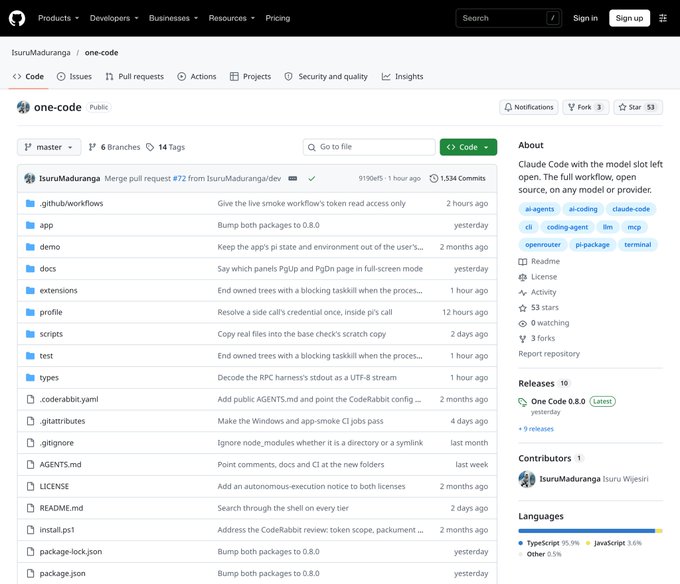 Products Developers Businesses Resources Pricing Search / Sign in Sign up
IsuruMaduranga / one-code
Code Issues Pull requests Actions Projects Security and quality Insights
one-code Public Notifications Fork 3 Star 53
master 6 Branches 14 Tags Go to file Code
IsuruMaduranga Merge pull request #72 from IsuruMaduranga/dev 9190ef5 · 1 hour ago 1,534 Commits
.github/workflows Give the live smoke workflow's token read access only 2 hours ago
app Bump both packages to 0.8.0 yesterday
demo Keep the app's pi state and environment out of the user's... 2 months ago
docs Say which panels PgUp and PgDn page in full-screen mode yesterday
extensions End owned trees with a blocking taskkill when the proces... 1 hour ago
profile Resolve a side call's credential once, inside pi's call 12 hours ago
scripts Copy real files into the base check's scratch copy 2 days ago
test End owned trees with a blocking taskkill when the proces... 1 hour ago
types Decode the RPC harness's stdout as a UTF-8 stream 1 hour ago
.coderabbit.yaml Add public AGENTS.md and point the CodeRabbit config ... 2 months ago
.gitattributes Make the Windows and app-smoke CI jobs pass 4 days ago
.gitignore Ignore node_modules whether it is a directory or a symlink last month
AGENTS.md Point comments, docs and CI at the new folders last week
LICENSE Add an autonomous-execution notice to both licenses 2 months ago
README.md Search through the shell on every tier 2 days ago
install.ps1 Address the CodeRabbit review: token scope, packument ... 2 months ago
package-lock.json Bump both packages to 0.8.0 yesterday
package.json Bump both packages to 0.8.0 yesterday
About
Claude Code with the model slot left
open. The full workflow, open
source, on any model or provider.
ai-agents ai-coding claude-code
cli coding-agent llm mcp
openrouter pi-package terminal
Readme
License
Activity
53 stars
0 watching
3 forks
Report repository
Releases 10
One Code 0.8.0 Latest
yesterday
+ 9 releases
Contributors 1
IsuruMaduranga Isuru Wijesiri
Languages
TypeScript 95.9% JavaScript 3.6%
Other 0.5%